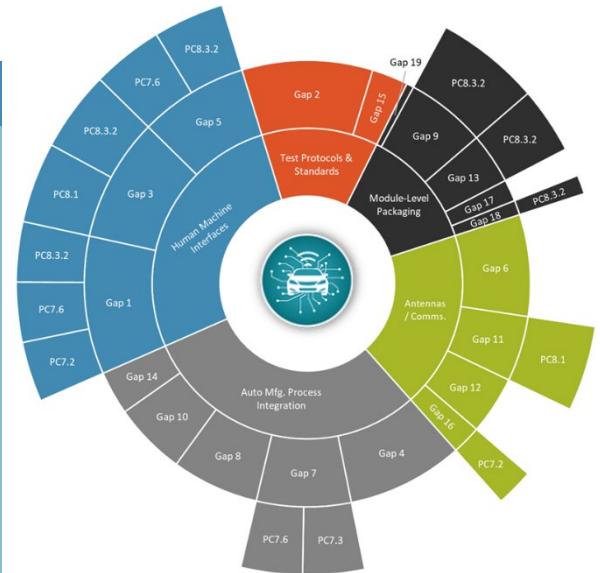 PC8.3.2
PC7.6
PC8.3.2
PC8.1
PC8.3.2
PC7.6
PC7.2
Gap 5
Gap 3
Gap 1
Human Machine
Interfaces
Gap 2
Gap 15
Test Protocols &
Standards
Gap 19
Gap 9
Gap 13
Gap 17
Gap 18
PC8.3.2
PC8.3.2
PC8.3.2
Module-Level
Packaging
Gap 6
Gap 11
Gap 12
Gap 16
PC8.1
PC7.2
Antennas
/ Comms.
Auto Mfg. Process
Integration
Gap 14
Gap 10
Gap 8
Gap 7
Gap 4
PC7.6
PC7.3